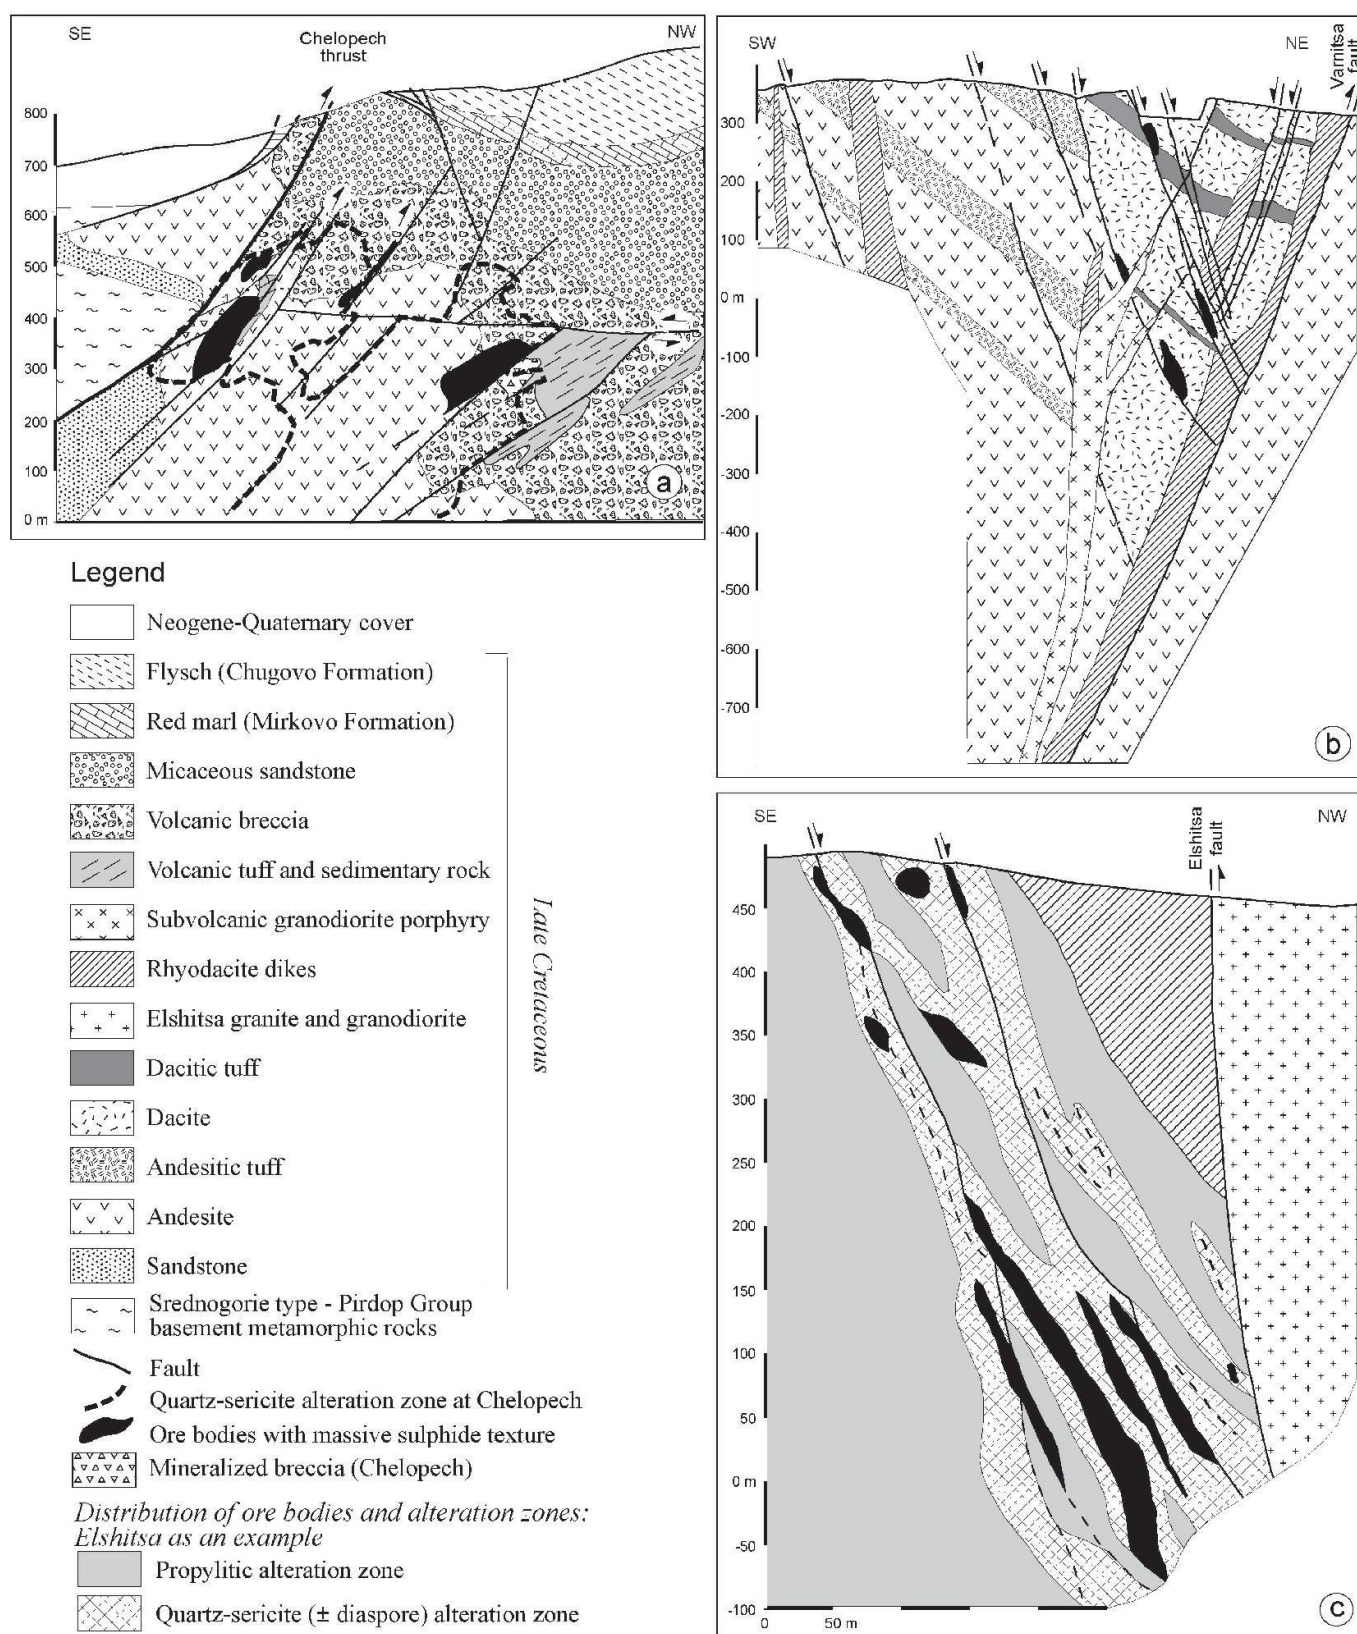 SE
NW
Chelopech
thrust
800
700
600
500
400
300
200
100
0 m
a
SW
NE
Varnitsa
fault
300
200
100
0 m
-100
-200
-300
-400
-500
-600
-700
b
Legend
Neogene-Quaternary cover
Flysch (Chugovo Formation)
Red marl (Mirkovo Formation)
Micaceous sandstone
Volcanic breccia
Volcanic tuff and sedimentary rock
Subvolcanic granodiorite porphyry
Rhyodacite dikes
Elshitsa granite and granodiorite
Dacitic tuff
Dacite
Andesitic tuff
Andesite
Sandstone
Late Cretaceous
Srednogorie type - Pirdop Group
basement metamorphic rocks
Fault
Quartz-sericite alteration zone at Chelopech
Ore bodies with massive sulphide texture
Mineralized breccia (Chelopech)
Distribution of ore bodies and alteration zones:
Elshitsa as an example
Propylitic alteration zone
Quartz-sericite (± diaspore) alteration zone
SE
NW
Elshitsa
fault
450
400
350
300
250
200
150
100
50
0 m
-50
-100
0
50 m
c